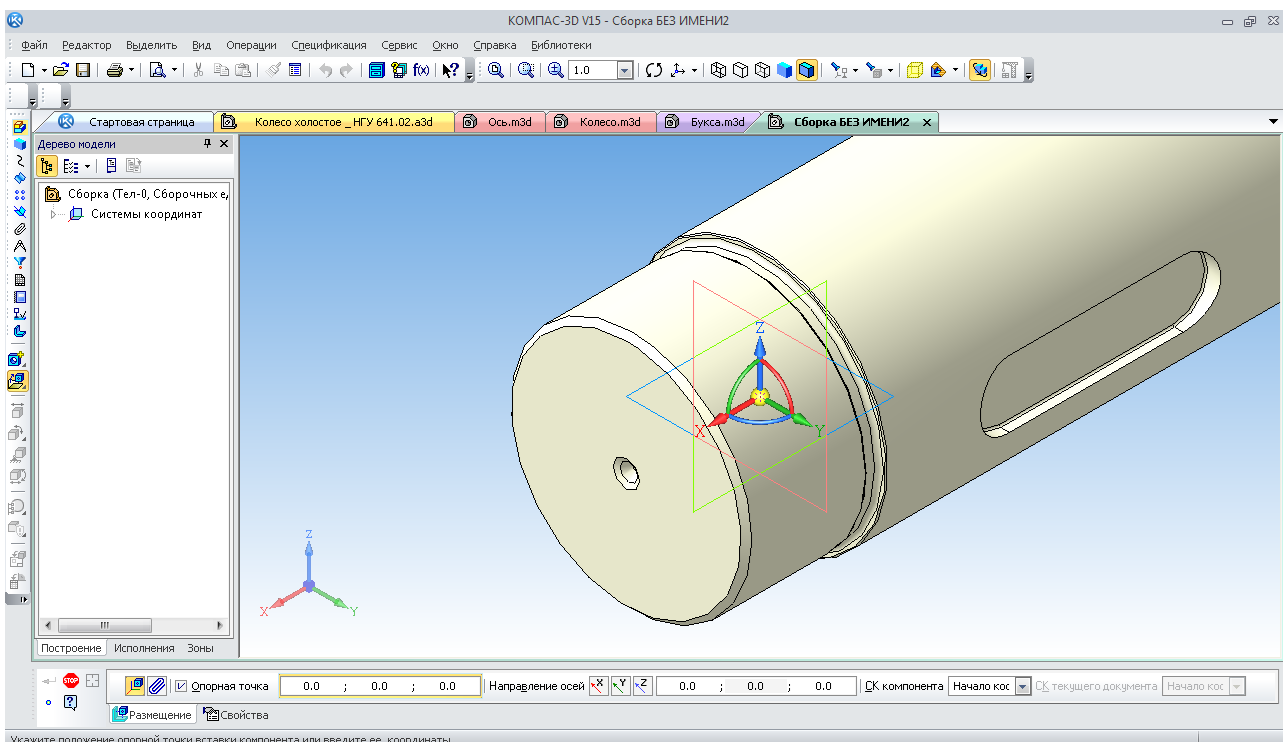 КОМПАС-3D V15 - Сборка БЕЗ ИМЕНИ2
Файл Редактор Выделить Вид Операции Спецификация Сервис Окно Справка Библиотеки
1.0
f(x)
Стартовая страница Колесо холостое _ НГУ 641.02.a3d Ось.m3d Колесо.m3d Букса.m3d Сборка БЕЗ ИМЕНИ2
Дерево модели
Сборка (Тел-0, Сборочных е
Системы координат
Z
X
Y
Z
X
Y
Построение Исполнения Зоны
STOP
Опорная точка 0.0 ; 0.0 ; 0.0 Направление осей X Y Z 0.0 ; 0.0 ; 0.0 СК компонента Начало кос СК текущего документа Начало кос
Размещение Свойства
Укажите положение опорной точки вставки компонента или введите ее координаты